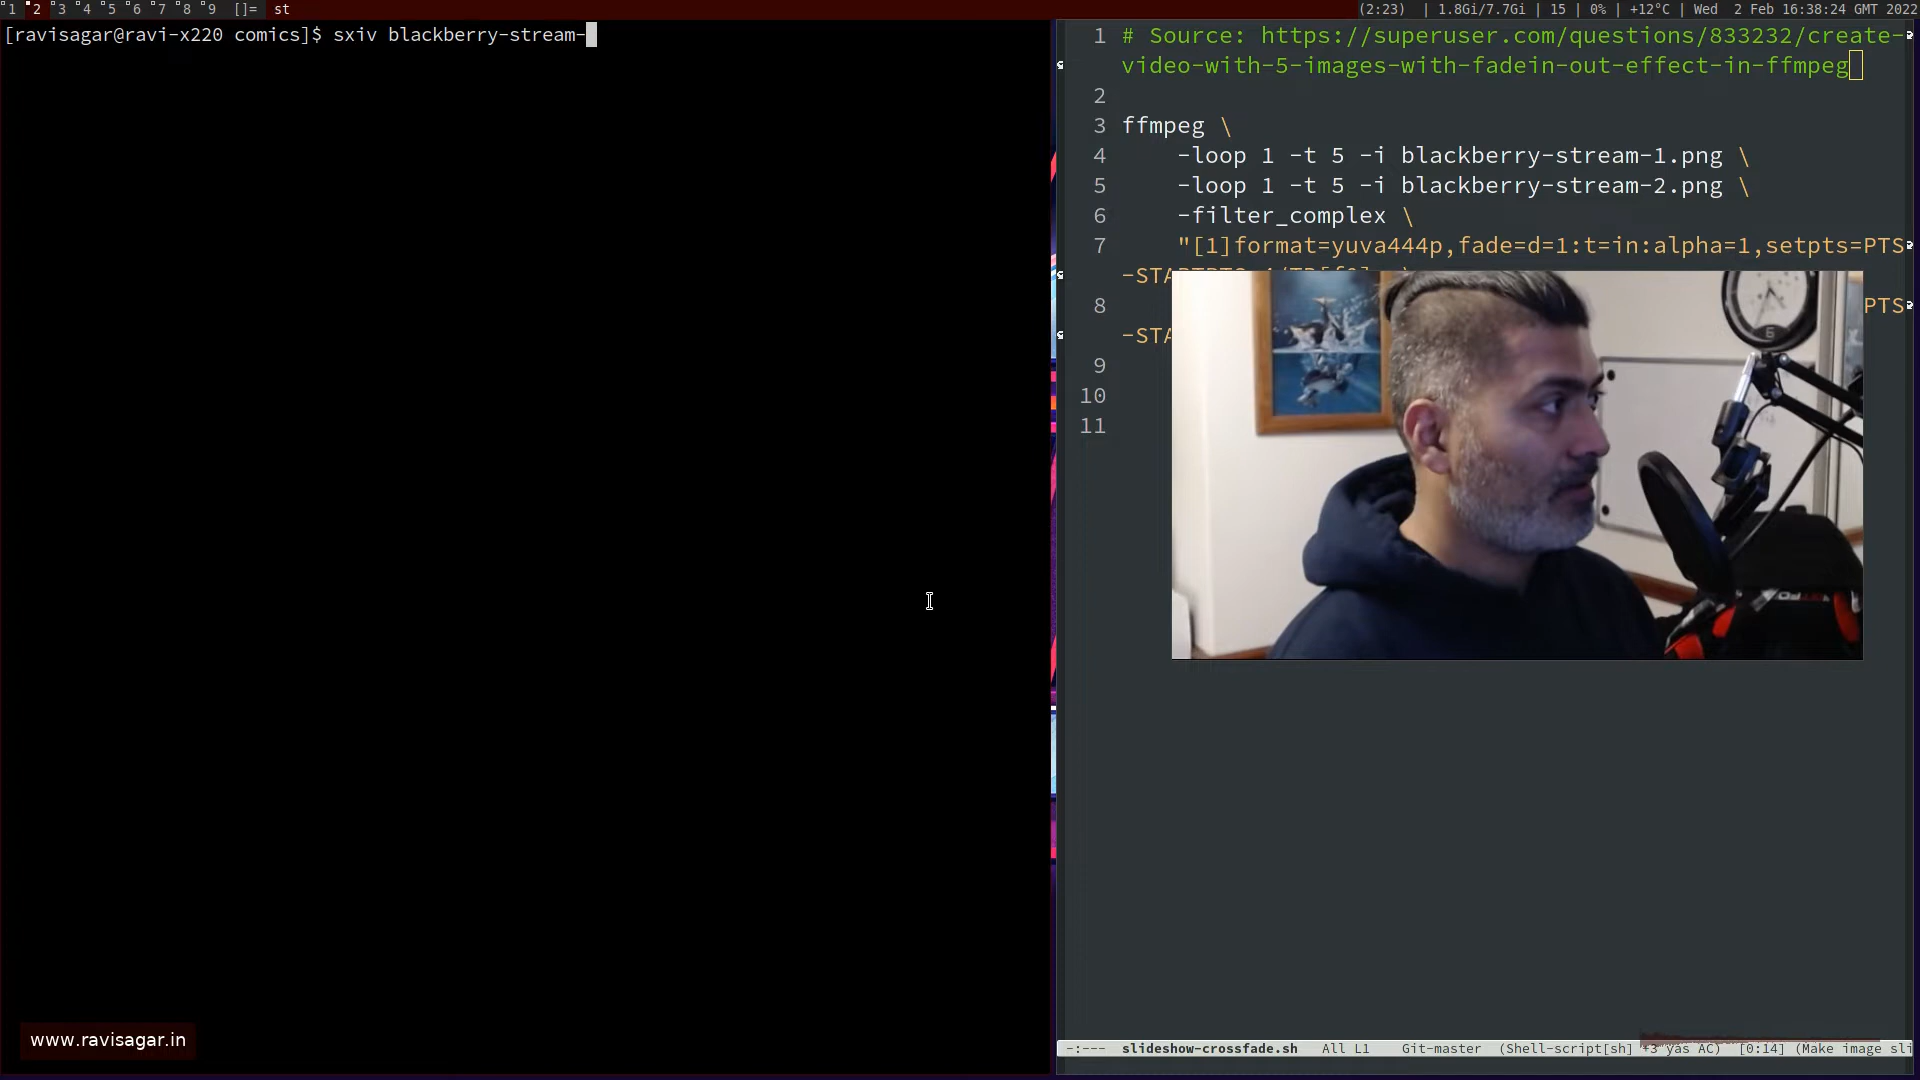 1 2 3 4 5 6 7 8 9 []= st
(2:23) | 1.8Gi/7.7Gi | 15 | 0% | +12°C | Wed 2 Feb 16:38:24 GMT 2022
[ravisagar@ravi-x220 comics]$ sxiv blackberry-stream-
1 # Source: https://superuser.com/questions/833232/create-
video-with-5-images-with-fadein-out-effect-in-ffmpeg
2
3 ffmpeg \
4 -loop 1 -t 5 -i blackberry-stream-1.png \
5 -loop 1 -t 5 -i blackberry-stream-2.png \
6 -filter_complex \
7 "[1]format=yuva444p,fade=d=1:t=in:alpha=1,setpts=PTS
8 PTS
9
10
11
6
www.ravisagar.in
-:--- slideshow-crossfade.sh All L1 Git-master (Shell-script[sh] +3 yas AC) [0:14] (Make image sli